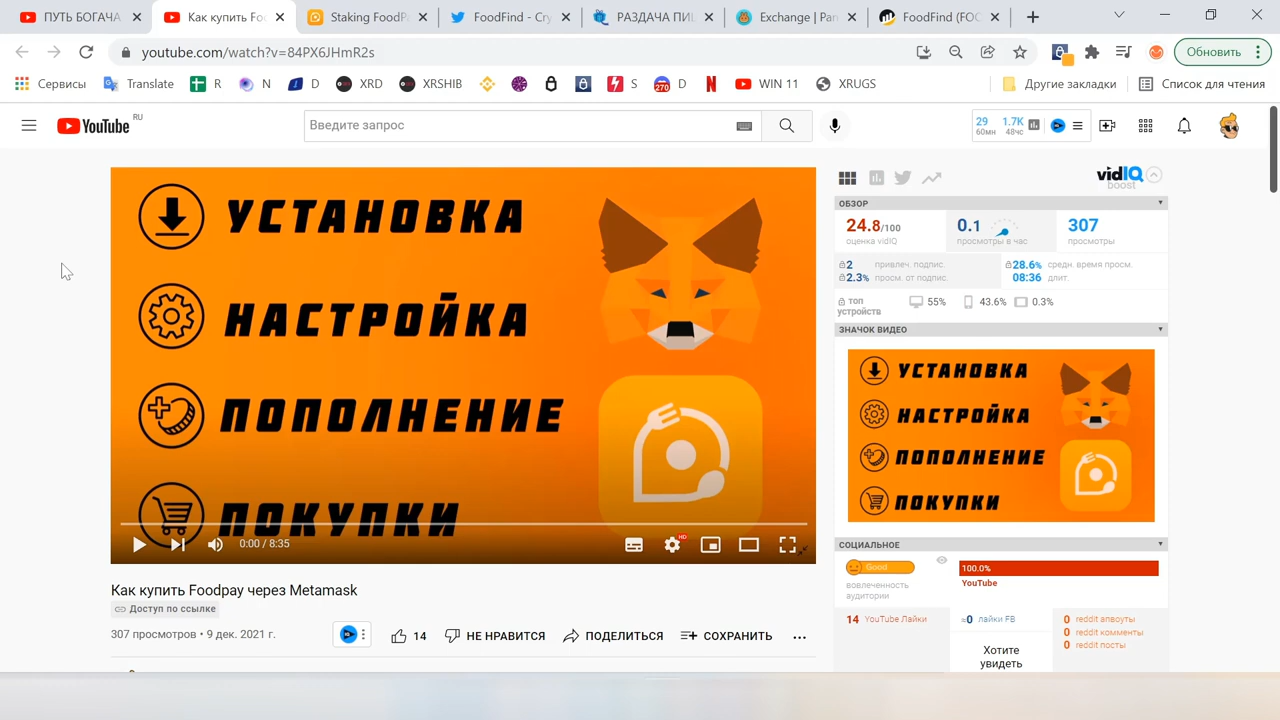 ПУТЬ БОГАЧА
Как купить Fo
Staking FoodP
FoodFind - Cry
РАЗДАЧА ПИ
Exchange | Pan
FoodFind (FOC
youtube.com/watch?v=84PX6JHmR2s
Обновить
Сервисы
Translate
R
N
D
XRD
XRSHIB
S
270
D
N
WIN 11
XRUGS
Другие закладки
Список для чтения
YouTube RU
Введите запрос
29 60мн
1.7K 48чс
vidIQ
boost
УСТАНОВКА
НАСТРОЙКА
ПОПОЛНЕНИЕ
ПОКУПКИ
0:00 / 8:35
HD
ОБЗОР
24.8/100
оценка vidIQ
0.1
просмотры в час
307
просмотры
2 привлеч. подпис.
2.3% просм. от подпис.
28.6% средн. время просм.
08:36 длит.
топ устройств
55%
43.6%
0.3%
ЗНАЧОК ВИДЕО
УСТАНОВКА
НАСТРОЙКА
ПОПОЛНЕНИЕ
ПОКУПКИ
СОЦИАЛЬНОЕ
Good
вовлеченность
аудитории
100.0%
YouTube
14 YouTube Лайки
≈0 лайки FB
0 reddit апвоуты
0 reddit комменты
0 reddit посты
Хотите
увидеть
Как купить Foodpay через Metamask
Доступ по ссылке
307 просмотров • 9 дек. 2021 г.
14
НЕ НРАВИТСЯ
ПОДЕЛИТЬСЯ
СОХРАНИТЬ